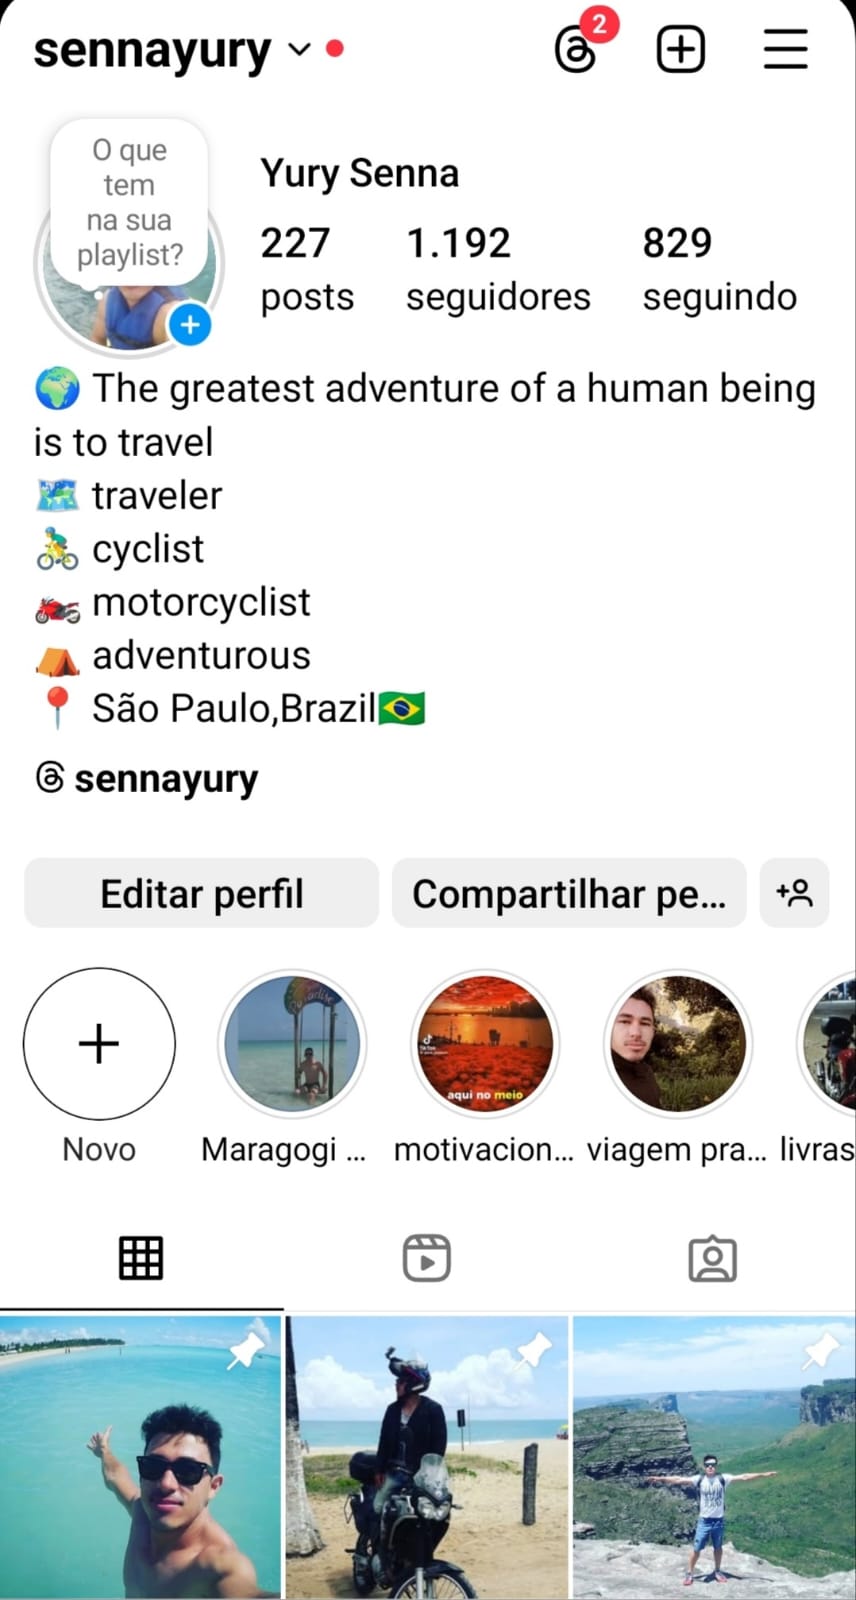 sennayury
2
O que
tem
na sua
playlist?
Yury Senna
227 1.192 829
posts seguidores seguindo
🌍 The greatest adventure of a human being
is to travel
🗺️ traveler
🚴 cyclist
🏍️ motorcyclist
⛺ adventurous
📍 São Paulo,Brazil🇧🇷
sennayury
Editar perfil Compartilhar pe...
aqui no meio
Novo Maragogi ... motivacion... viagem pra... livras